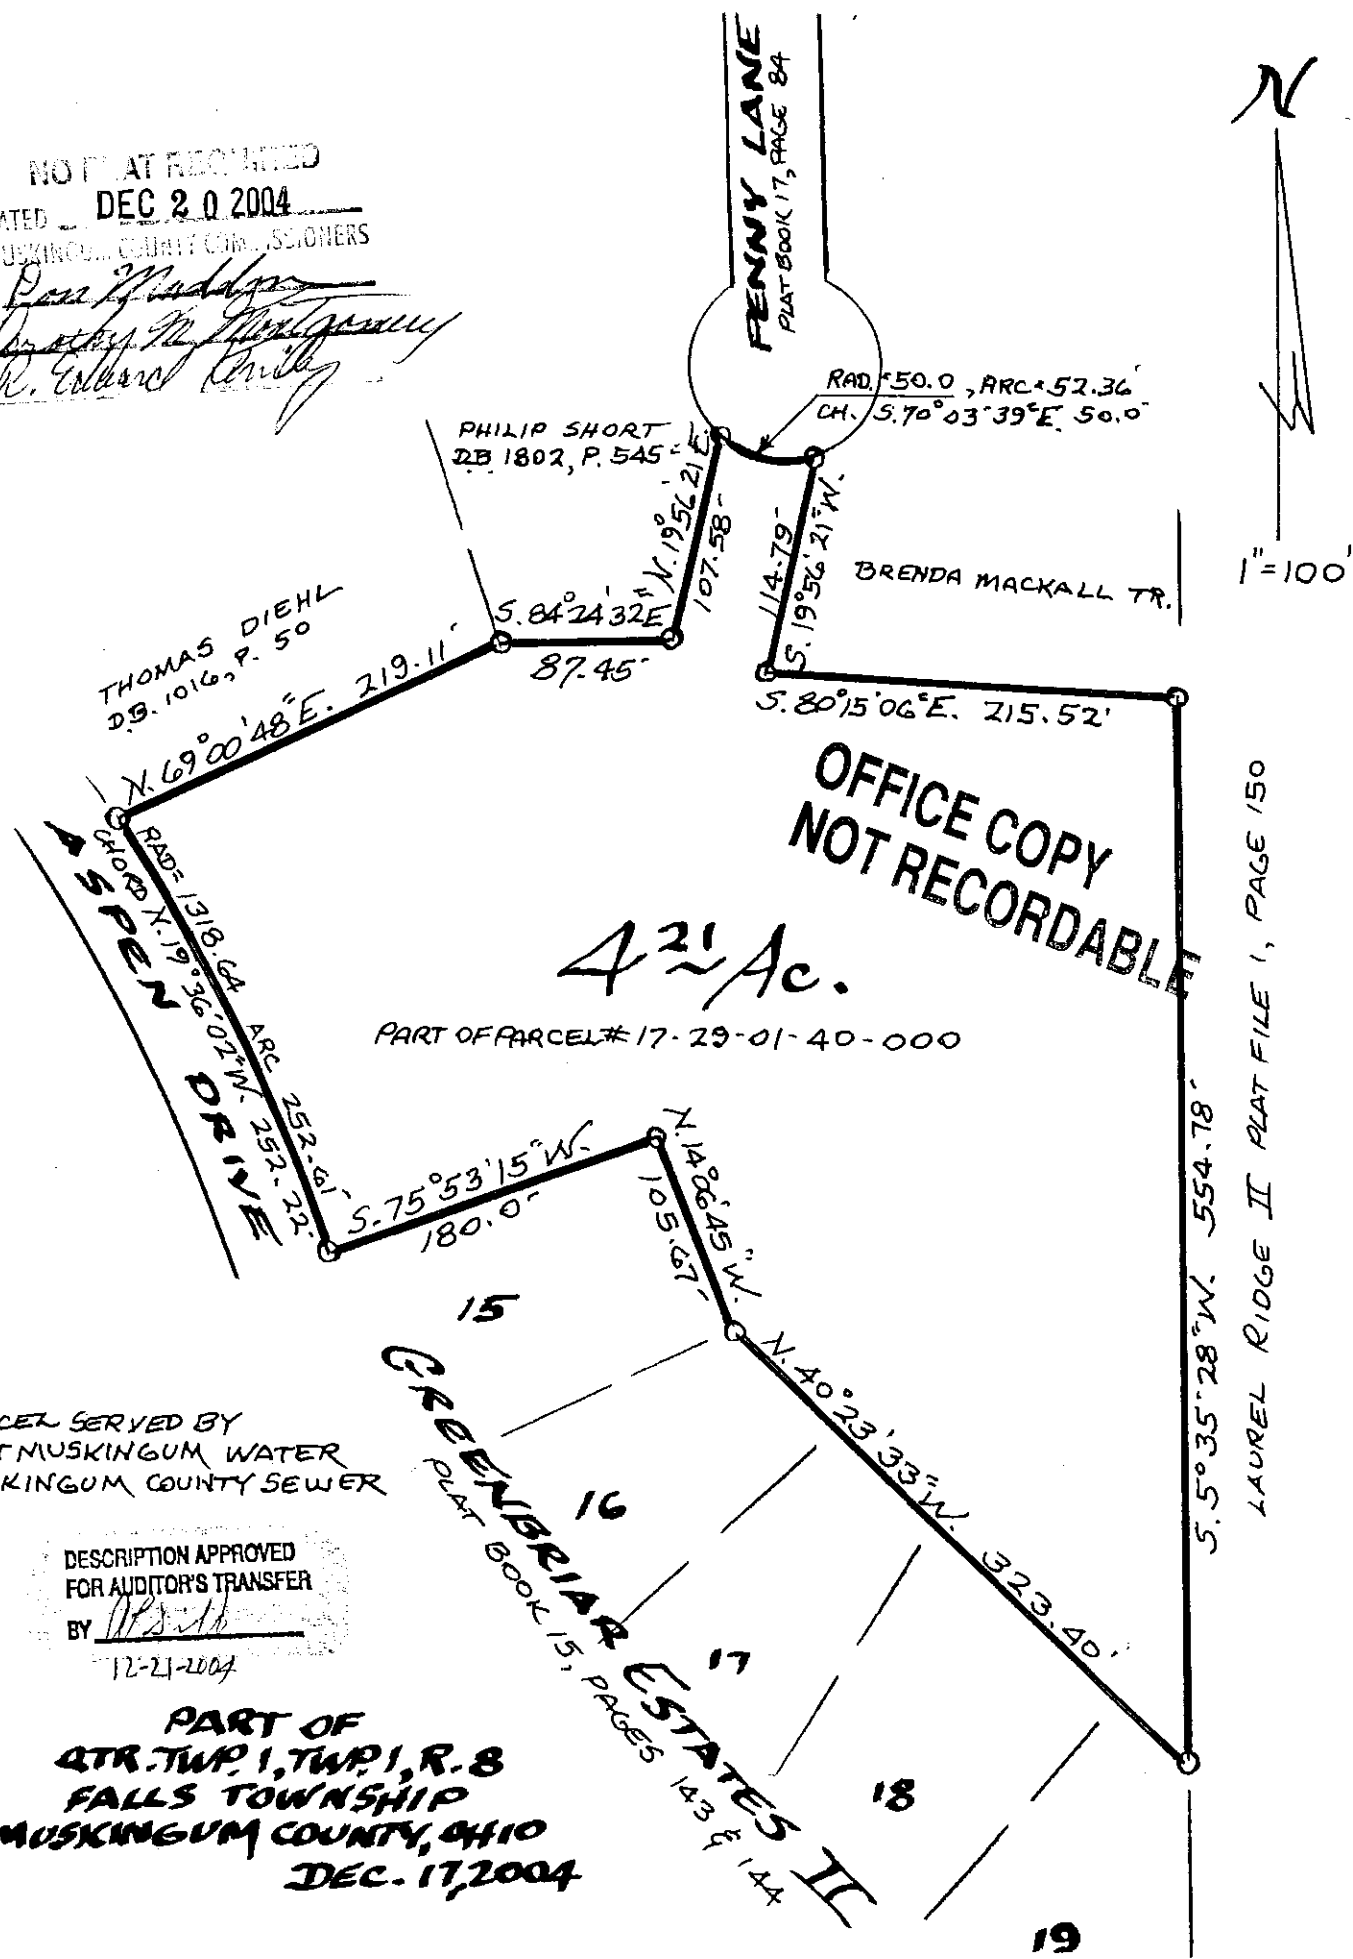 PENNY LANE
PLAT BOOK 17, PAGE 84
N
1"=100'
DEC 20 2004
RAD.=50.0', ARC=52.36'
CH. S.70°03'39"E. 50.0'
PHILIP SHORT
DB 1802, P. 545
N.19°56'21"E.
107.58'
114.79'
S.19°56'21"W.
BRENDA MACKALL TR.
THOMAS DIEHL
D.B. 1016, P. 50
S.84°24'32"E
87.45'
N.69°00'48"E. 219.11'
S.80°15'06"E. 215.52'
OFFICE COPY
NOT RECORDABLE
ASPEN DRIVE
RAD=1318.64 ARC 252.61'
CHORD N.19°36'02"W. 252.22'
4 21 Ac.
PART OF PARCEL# 17-29-01-40-000
S.75°53'15"W.
180.0'
N.14°06'45"W.
105.67'
N.40°23'33"W. 323.40'
S.5°35'28"W. 554.78'
LAUREL RIDGE II PLAT FILE 1, PAGE 150
15
16
17
18
19
GREENBRIAR ESTATES II
PLAT BOOK 15, PAGES 143 & 144
SERVED BY
MUSKINGUM WATER
COUNTY SEWER
DESCRIPTION APPROVED
FOR AUDITOR'S TRANSFER
BY
12-21-2004
PART OF
QTR.TWP.1, TWP.1, R.8
FALLS TOWNSHIP
MUSKINGUM COUNTY, OHIO
DEC. 17, 2004